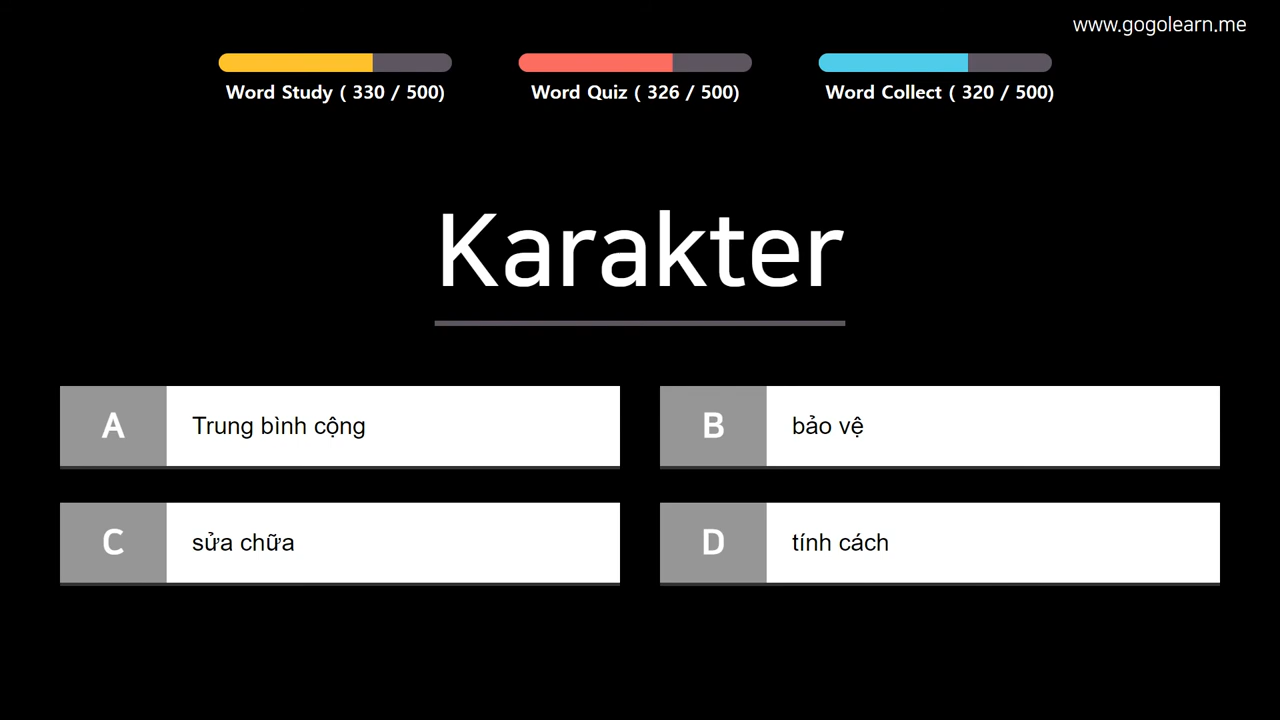 www.gogolearn.me
Word Study ( 330 / 500)
Word Quiz ( 326 / 500)
Word Collect ( 320 / 500)
Karakter
A Trung bình cộng
B bảo vệ
C sửa chữa
D tính cách